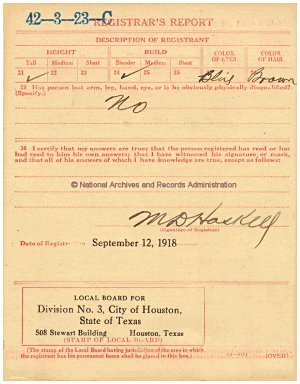 42-3-23 C
REGISTRAR'S REPORT
DESCRIPTION OF REGISTRANT
HEIGHT BUILD COLOR OF EYES COLOR OF HAIR
Tall Medium Short Slender Medium Stout
21 ✓ 22 23 24 ✓ 25 26 27 Blue 28 Brown
29 Has person lost arm, leg, hand, eye, or is he obviously physically disqualified?
(Specify.)
No
30 I certify that my answers are true; that the person registered has read or has
had read to him his own answers; that I have witnessed his signature or mark,
and that all of his answers of which I have knowledge are true, except as follows:
© National Archives and Records Administration
M D Haskell
(Signature of Registrar)
Date of Registr September 12, 1918
LOCAL BOARD FOR
Division No. 3, City of Houston,
State of Texas
508 Stewart Building Houston, Texas
(STAMP OF LOCAL BOARD)
(The stamp of the Local Board having jurisdiction of the area in which
the registrant has his permanent home shall be placed in this box.)
(OVER)